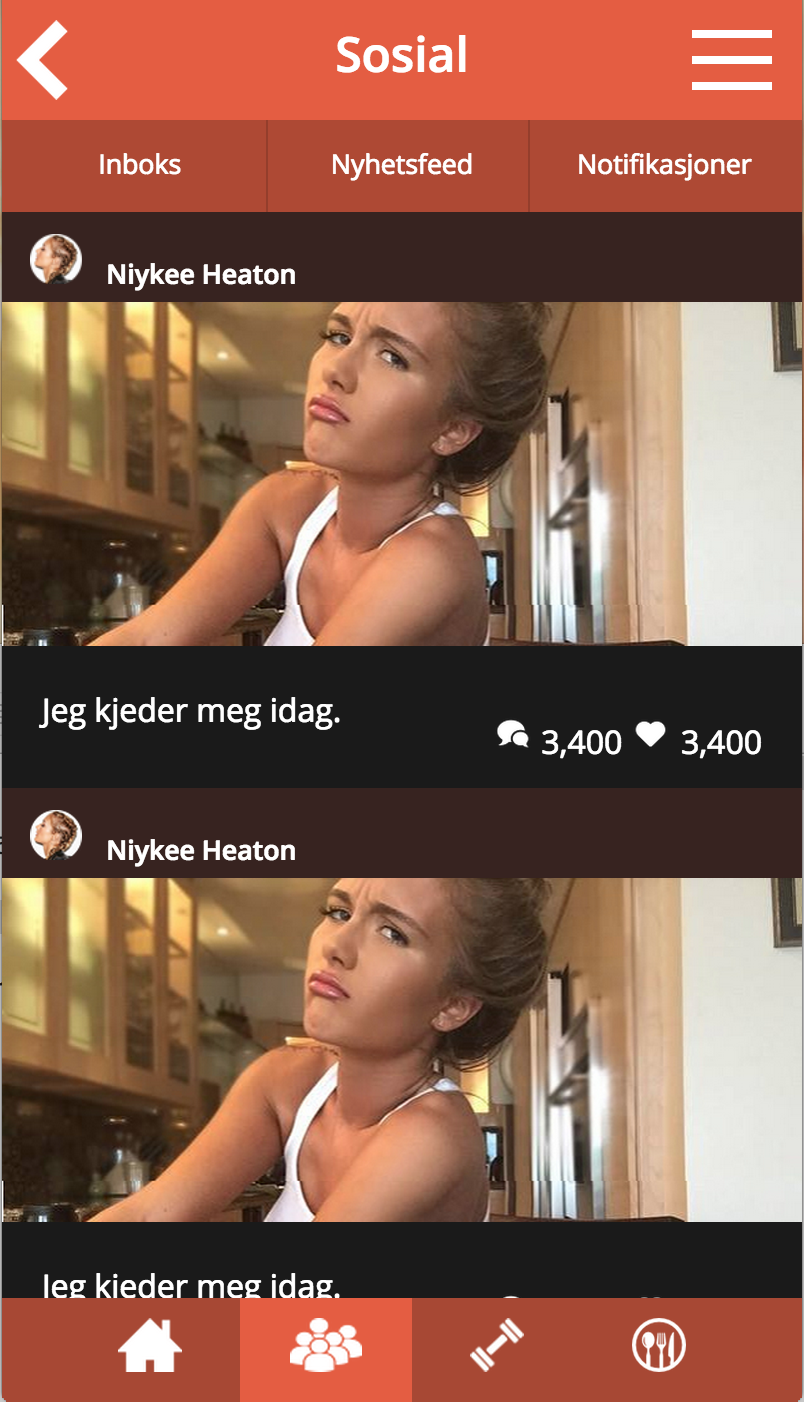 Sosial
Inboks Nyhetsfeed Notifikasjoner
Niykee Heaton
Jeg kjeder meg idag.
3,400 3,400
Niykee Heaton
Jeg kjeder meg idag.